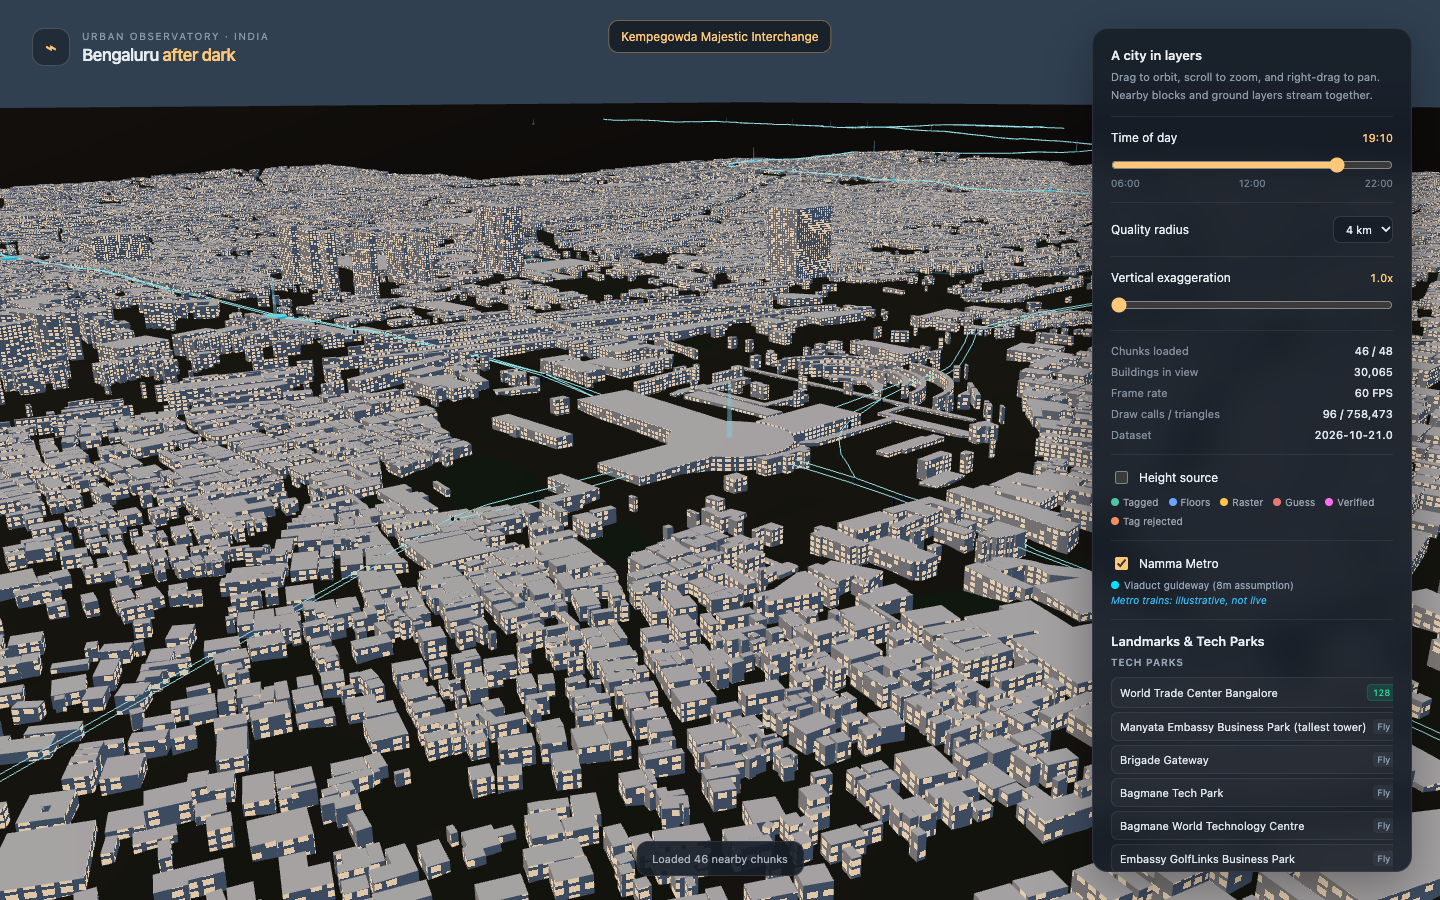 URBAN OBSERVATORY · INDIA
Bengaluru after dark
Kempegowda Majestic Interchange
A city in layers
Drag to orbit, scroll to zoom, and right-drag to pan.
Nearby blocks and ground layers stream together.
Time of day 19:10
06:00 12:00 22:00
Quality radius 4 km
Vertical exaggeration 1.0x
Chunks loaded 46 / 48
Buildings in view 30,065
Frame rate 60 FPS
Draw calls / triangles 96 / 758,473
Dataset 2026-10-21.0
Height source
Tagged Floors Raster Guess Verified
Tag rejected
Namma Metro
Viaduct guideway (8m assumption)
Metro trains: illustrative, not live
Landmarks & Tech Parks
TECH PARKS
World Trade Center Bangalore 128
Manyata Embassy Business Park (tallest tower) Fly
Brigade Gateway Fly
Bagmane Tech Park Fly
Bagmane World Technology Centre Fly
Embassy GolfLinks Business Park Fly
Loaded 46 nearby chunks